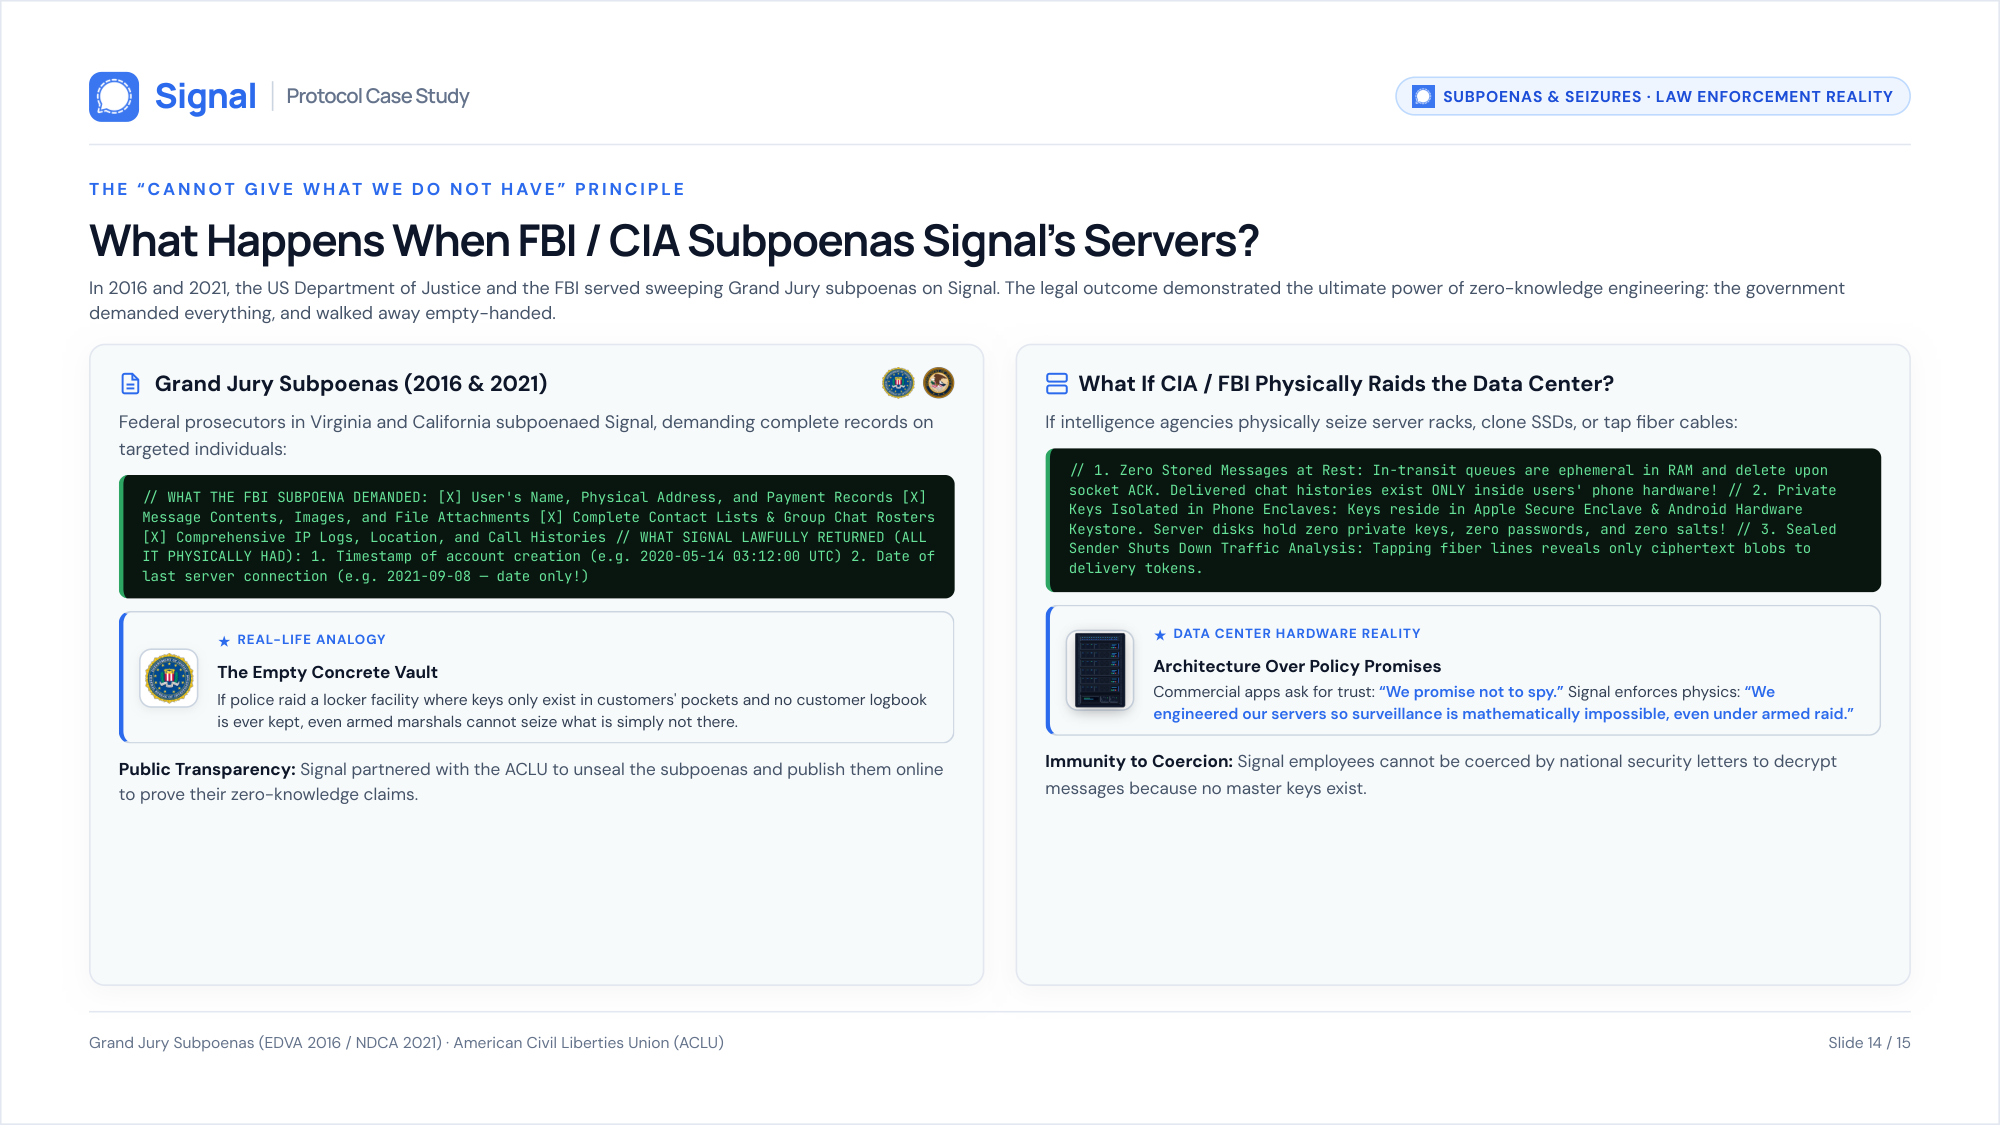 Signal
Protocol Case Study
SUBPOENAS & SEIZURES · LAW ENFORCEMENT REALITY
THE “CANNOT GIVE WHAT WE DO NOT HAVE” PRINCIPLE
What Happens When FBI / CIA Subpoenas Signal’s Servers?
In 2016 and 2021, the US Department of Justice and the FBI served sweeping Grand Jury subpoenas on Signal. The legal outcome demonstrated the ultimate power of zero-knowledge engineering: the government
demanded everything, and walked away empty-handed.
Grand Jury Subpoenas (2016 & 2021)
Federal prosecutors in Virginia and California subpoenaed Signal, demanding complete records on
targeted individuals:
// WHAT THE FBI SUBPOENA DEMANDED: [X] User's Name, Physical Address, and Payment Records [X]
Message Contents, Images, and File Attachments [X] Complete Contact Lists & Group Chat Rosters
[X] Comprehensive IP Logs, Location, and Call Histories // WHAT SIGNAL LAWFULLY RETURNED (ALL
IT PHYSICALLY HAD): 1. Timestamp of account creation (e.g. 2020-05-14 03:12:00 UTC) 2. Date of
last server connection (e.g. 2021-09-08 — date only!)
★ REAL-LIFE ANALOGY
The Empty Concrete Vault
If police raid a locker facility where keys only exist in customers' pockets and no customer logbook
is ever kept, even armed marshals cannot seize what is simply not there.
Public Transparency: Signal partnered with the ACLU to unseal the subpoenas and publish them online
to prove their zero-knowledge claims.
What If CIA / FBI Physically Raids the Data Center?
If intelligence agencies physically seize server racks, clone SSDs, or tap fiber cables:
// 1. Zero Stored Messages at Rest: In-transit queues are ephemeral in RAM and delete upon
socket ACK. Delivered chat histories exist ONLY inside users' phone hardware! // 2. Private
Keys Isolated in Phone Enclaves: Keys reside in Apple Secure Enclave & Android Hardware
Keystore. Server disks hold zero private keys, zero passwords, and zero salts! // 3. Sealed
Sender Shuts Down Traffic Analysis: Tapping fiber lines reveals only ciphertext blobs to
delivery tokens.
★ DATA CENTER HARDWARE REALITY
Architecture Over Policy Promises
Commercial apps ask for trust: “We promise not to spy.” Signal enforces physics: “We
engineered our servers so surveillance is mathematically impossible, even under armed raid.”
Immunity to Coercion: Signal employees cannot be coerced by national security letters to decrypt
messages because no master keys exist.
Grand Jury Subpoenas (EDVA 2016 / NDCA 2021) · American Civil Liberties Union (ACLU)
Slide 14 / 15